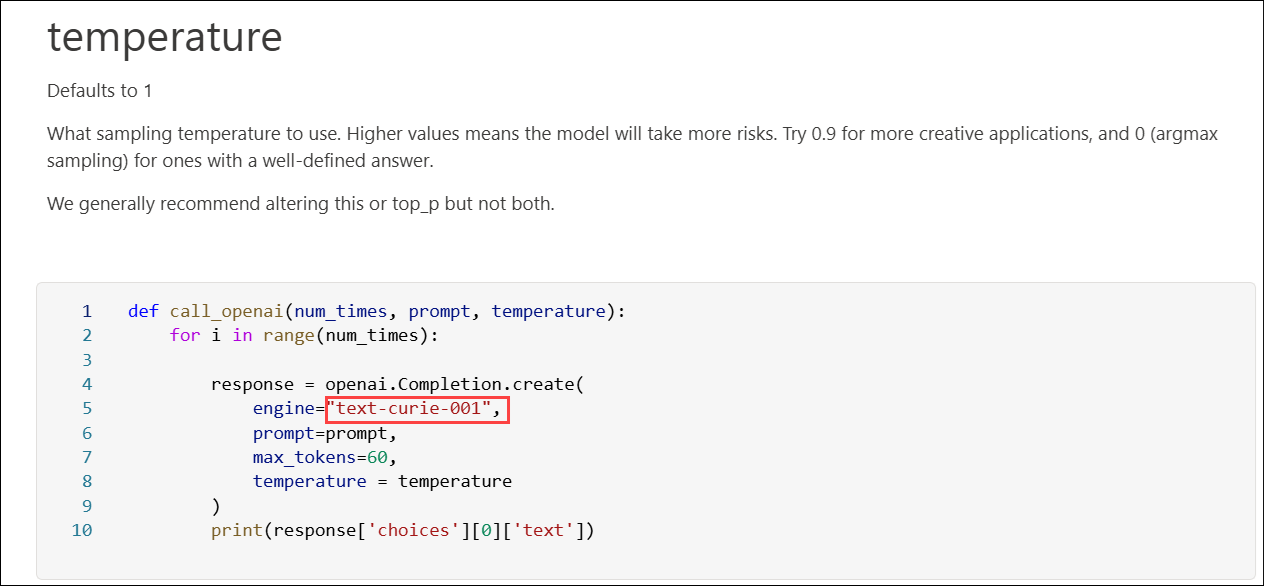 temperature
Defaults to 1
What sampling temperature to use. Higher values means the model will take more risks. Try 0.9 for more creative applications, and 0 (argmax
sampling) for ones with a well-defined answer.
We generally recommend altering this or top_p but not both.
1 def call_openai(num_times, prompt, temperature):
2     for i in range(num_times):
3
4         response = openai.Completion.create(
5             engine="text-curie-001",
6             prompt=prompt,
7             max_tokens=60,
8             temperature = temperature
9         )
10         print(response['choices'][0]['text'])